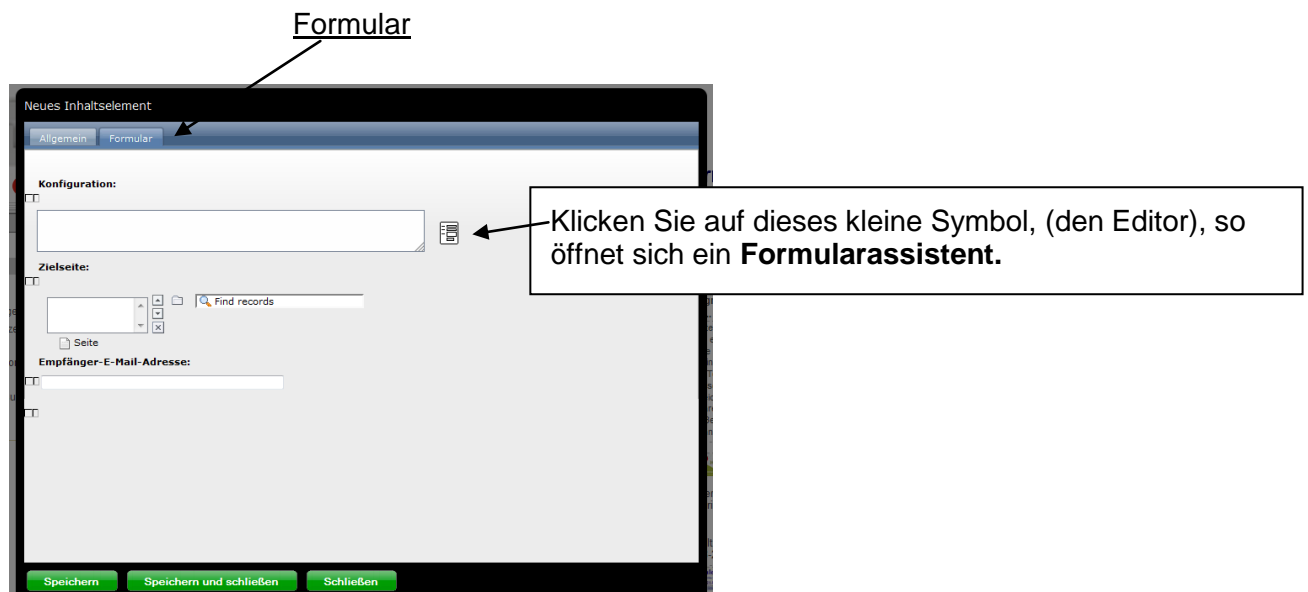 Formular
Neues Inhaltselement
Allgemein Formular
Konfiguration:
Klicken Sie auf dieses kleine Symbol, (den Editor), so
öffnet sich ein Formularassistent.
Zielseite:
Find records
Seite
Empfänger-E-Mail-Adresse:
Speichern Speichern und schließen Schließen